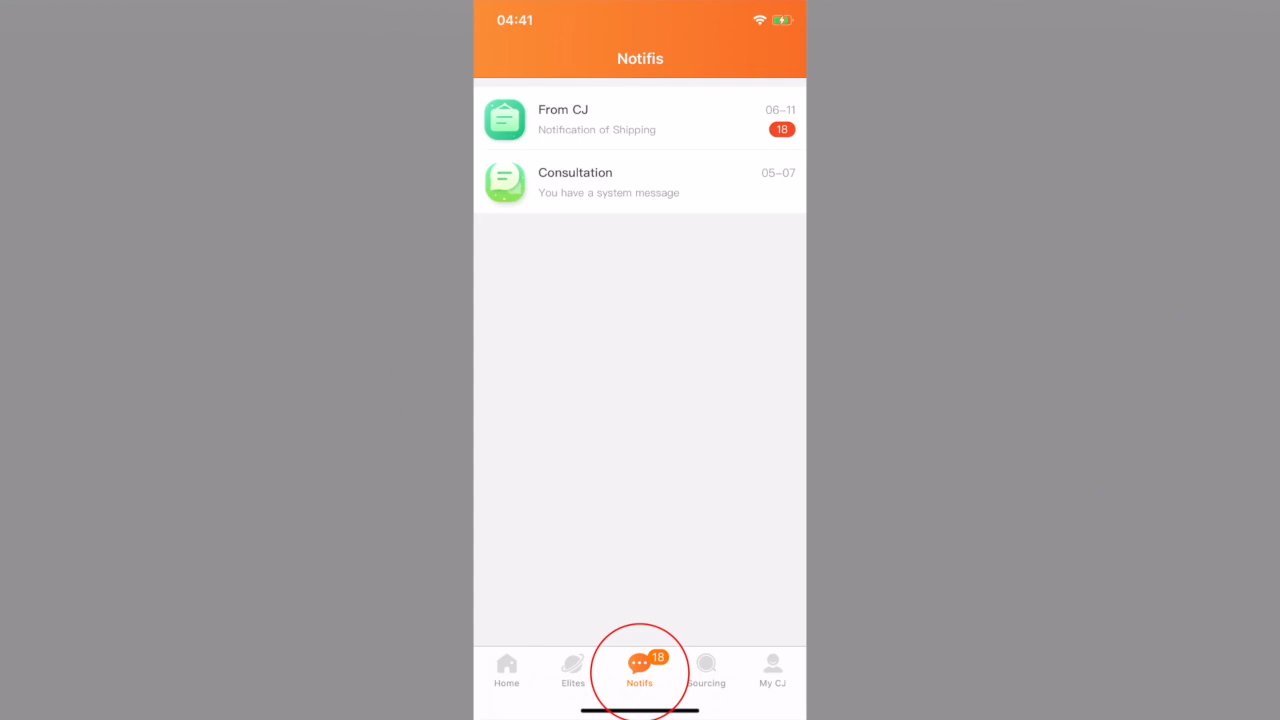 04:41
Notifis
From CJ
06-11
Notification of Shipping
18
Consultation
05-07
You have a system message
18
Home
Elites
Notifs
Sourcing
My CJ